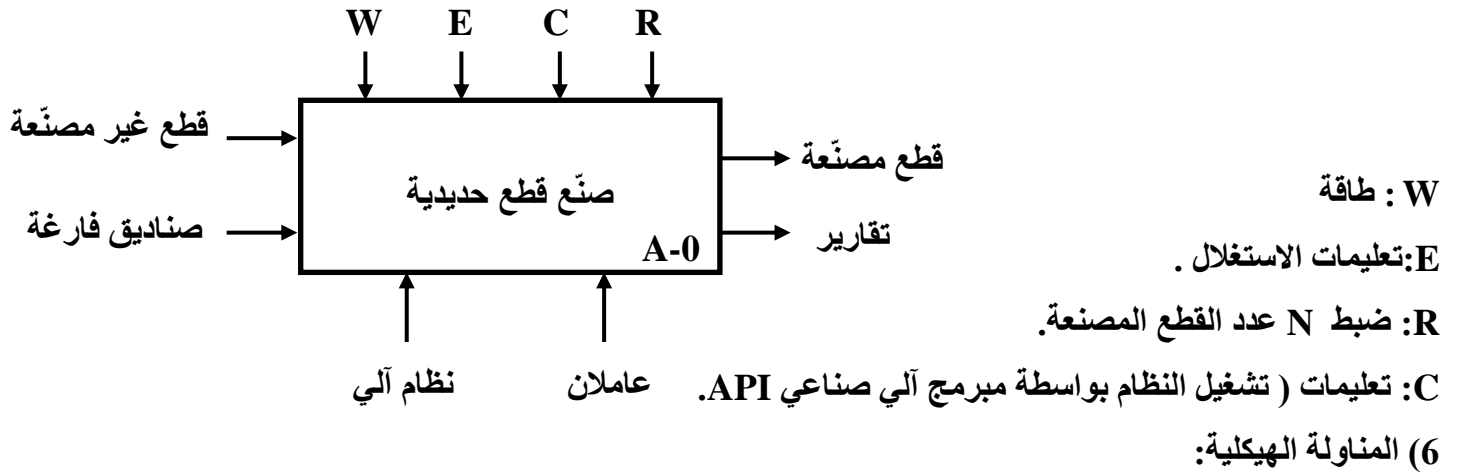 W E C R
قطع غير مصنّعة
قطع مصنّعة
صنّع قطع حديدية
W : طاقة
صناديق فارغة
تقارير
A-0
E:تعليمات الاستغلال .
R: ضبط N عدد القطع المصنعة.
نظام آلي
عاملان
C: تعليمات ( تشغيل النظام بواسطة مبرمج آلي صناعي API.
6) المناولة الهيكلية: